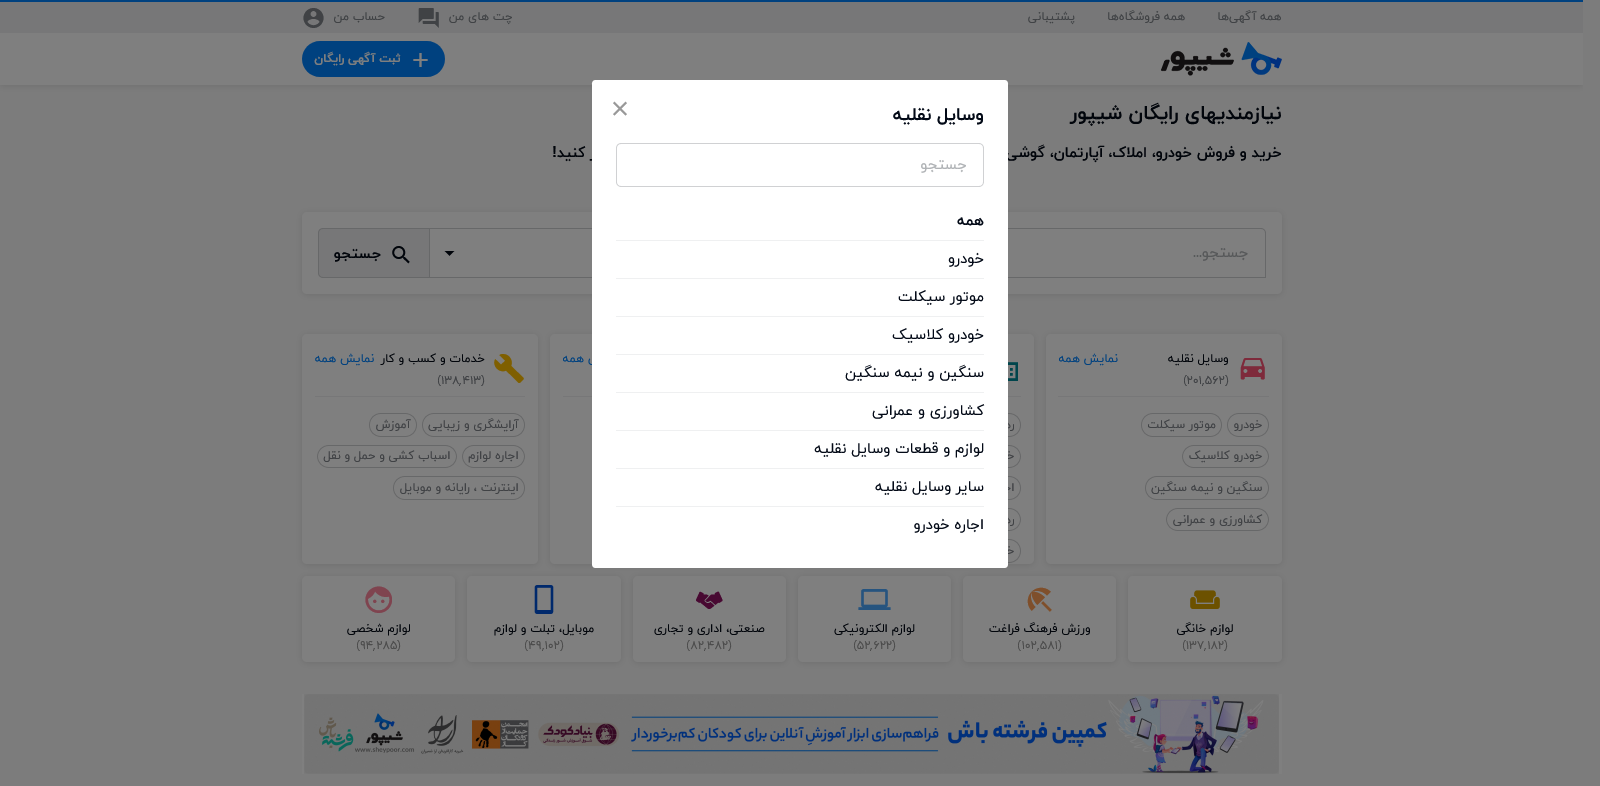 همه آگهی‌ها
همه فروشگاه‌ها
پشتیبانی
چت های من
حساب من
شیپور
ثبت آگهی رایگان
نیازمندیهای رایگان شیپور
خرید و فروش خودرو، املاک، آپارتمان، گوشی
کنید!
جستجو...
جستجو
وسایل نقلیه
جستجو
همه
خودرو
موتور سیکلت
خودرو کلاسیک
سنگین و نیمه سنگین
کشاورزی و عمرانی
لوازم و قطعات وسایل نقلیه
سایر وسایل نقلیه
اجاره خودرو
وسایل نقلیه
نمایش همه
(۲۰۱,۵۶۲)
خودرو
موتور سیکلت
خودرو کلاسیک
سنگین و نیمه سنگین
کشاورزی و عمرانی
خدمات و کسب و کار
نمایش همه
(۱۳۸,۴۱۳)
آرایشگری و زیبایی
آموزش
اجاره لوازم
اسباب کشی و حمل و نقل
اینترنت ، رایانه و موبایل
لوازم خانگی
(۱۳۷,۱۸۲)
ورزش فرهنگ فراغت
(۱۰۲,۵۸۱)
لوازم الکترونیکی
(۵۲,۶۲۲)
صنعتی، اداری و تجاری
(۸۲,۴۸۲)
موبایل، تبلت و لوازم
(۴۹,۱۰۲)
لوازم شخصی
(۹۴,۲۸۵)
کمپین فرشته باش
فراهم‌سازی ابزار آموزش آنلاین برای کودکان کم‌برخوردار
بنیادکودک
شیپور
www.sheypoor.com
فرشته باش